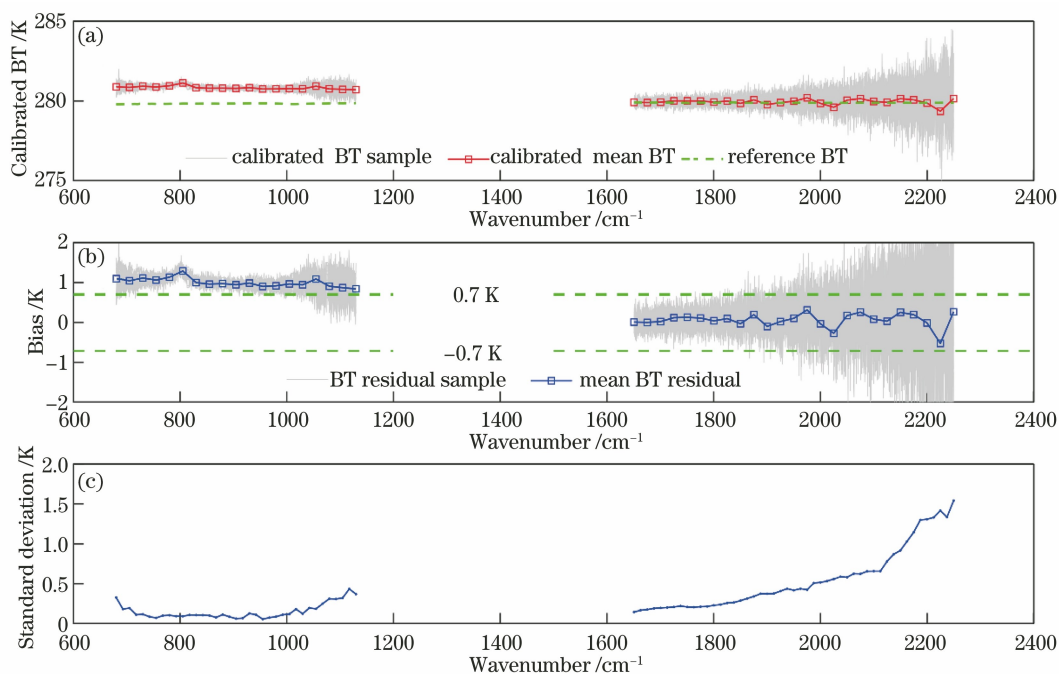 285
(a)
280
275
Calibrated BT /K
calibrated BT sample calibrated mean BT reference BT
600 800 1000 1200 1400 1600 1800 2000 2200 2400
Wavenumber /cm⁻¹
2
(b)
1
0
−1
−2
Bias /K
0.7 K
−0.7 K
BT residual sample mean BT residual
600 800 1000 1200 1400 1600 1800 2000 2200 2400
Wavenumber /cm⁻¹
2.0
(c)
1.5
1.0
0.5
0
Standard deviation /K
600 800 1000 1200 1400 1600 1800 2000 2200 2400
Wavenumber /cm⁻¹